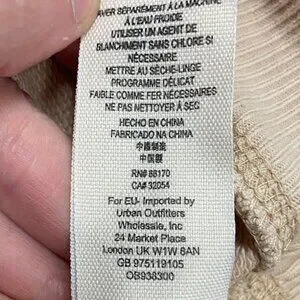 LAVER SÉPARÉMENT À LA MACHINE
À L'EAU FROIDE
UTILISER UN AGENT DE
BLANCHIMENT SANS CHLORE SI
NÉCESSAIRE
METTRE AU SÈCHE-LINGE
PROGRAMME DÉLICAT
FAIBLE COMME FER NÉCESSAIRES
NE PAS NETTOYER À SEC
HECHO EN CHINA
FABRICADO NA CHINA
中國製造
中国制
RN# 88170
CA# 32054
For EU- Imported by
Urban Outfitters
Wholesale, Inc
24 Market Place
London UK W1W 8AN
GB 975119105
OB938300